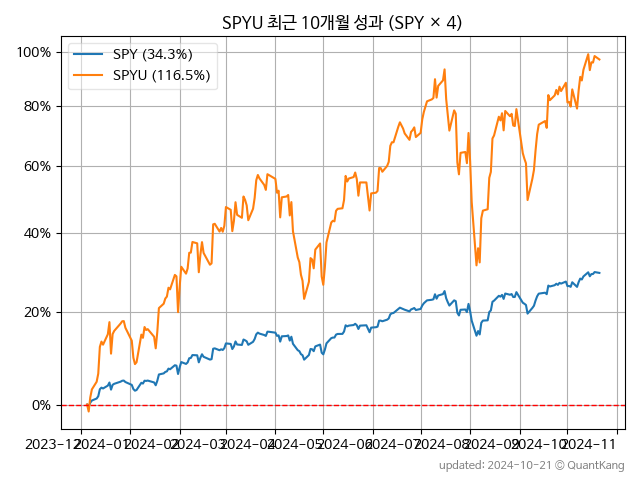 SPYU 최근 10개월 성과 (SPY × 4)
SPY (34.3%)
SPYU (116.5%)
100%
80%
60%
40%
20%
0%
2023-12 2024-01 2024-02 2024-03 2024-04 2024-05 2024-06 2024-07 2024-08 2024-09 2024-10 2024-11
updated: 2024-10-21 © QuantKang